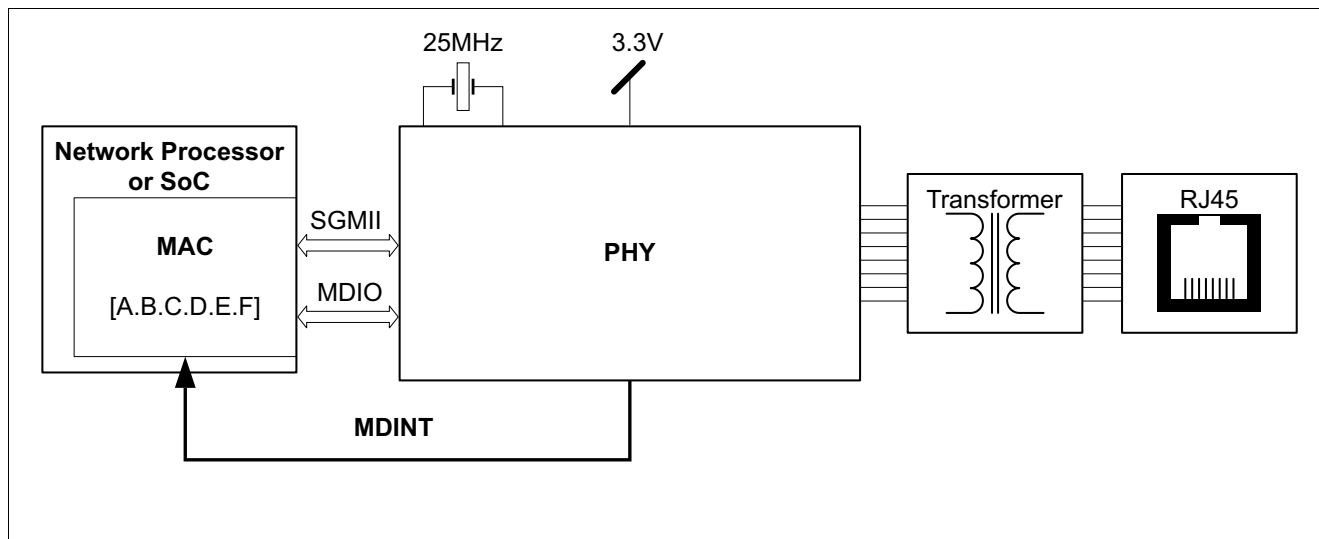 25MHz
3.3V
Network Processor
or SoC
MAC
[A.B.C.D.E.F]
SGMII
MDIO
PHY
Transformer
RJ45
MDINT